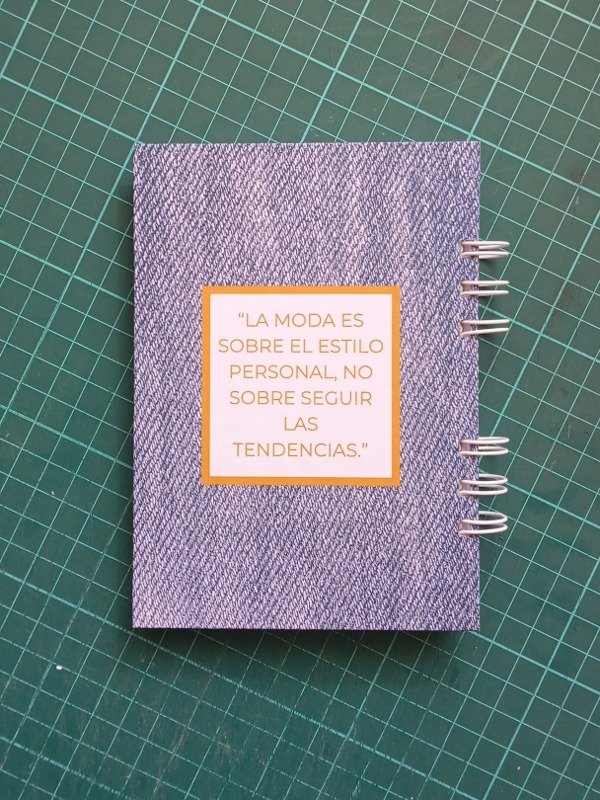 “LA MODA ES
SOBRE EL ESTILO
PERSONAL, NO
SOBRE SEGUIR
LAS
TENDENCIAS.”